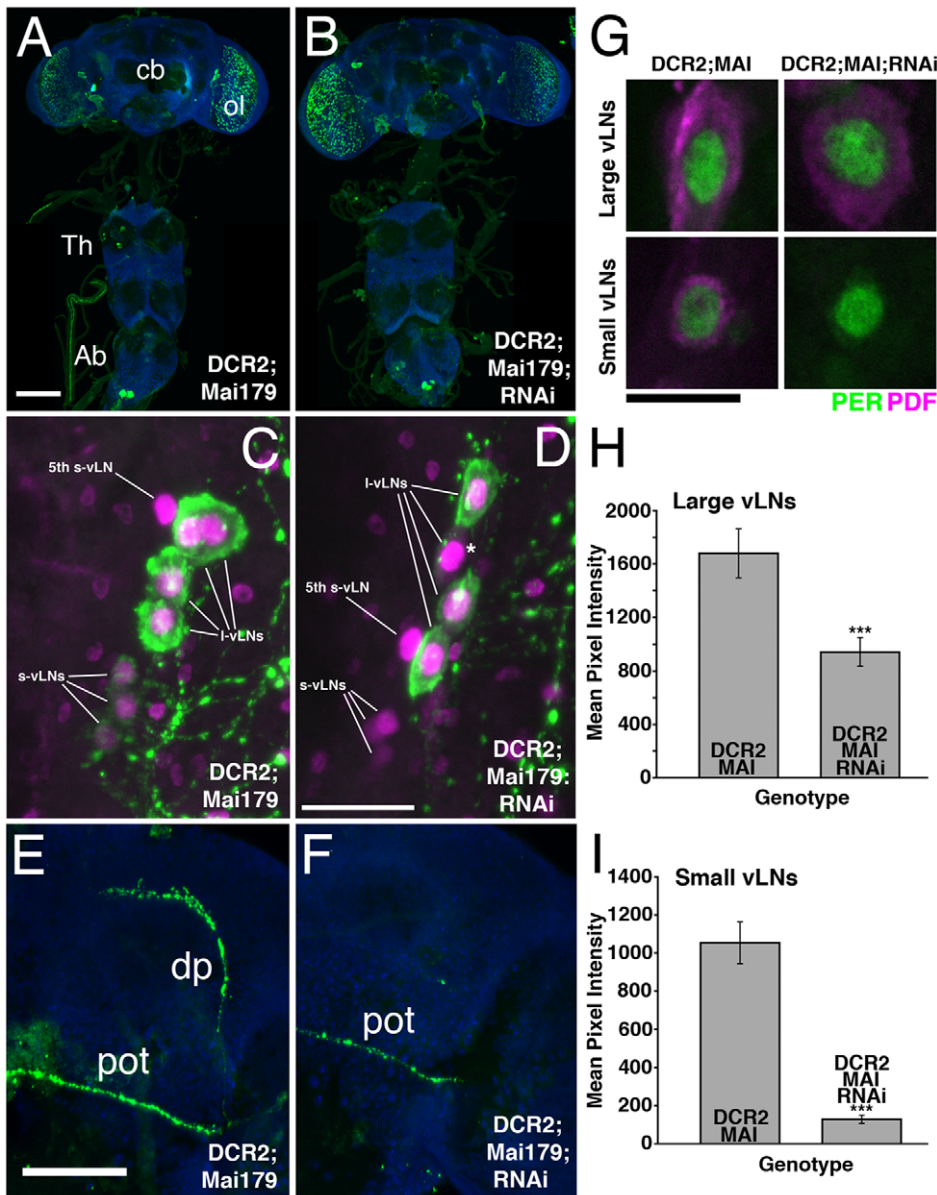 A
cb
ol
Th
Ab
DCR2;
Mai179
B
DCR2;
Mai179;
RNAi
C
5th s-vLN
l-vLNs
s-vLNs
DCR2;
Mai179
D
l-vLNs
*
5th s-vLN
s-vLNs
DCR2;
Mai179:
RNAi
E
dp
pot
DCR2;
Mai179
F
pot
DCR2;
Mai179;
RNAi
G
DCR2;MAI
DCR2;MAI;RNAi
Large vLNs
Small vLNs
PER PDF
H
Large vLNs
Mean Pixel Intensity
2000
1600
1200
800
400
0
DCR2
MAI
***
DCR2
MAI
RNAi
Genotype
I
Small vLNs
Mean Pixel Intensity
1400
1200
1000
800
600
400
200
0
DCR2
MAI
DCR2
MAI
RNAi
***
Genotype